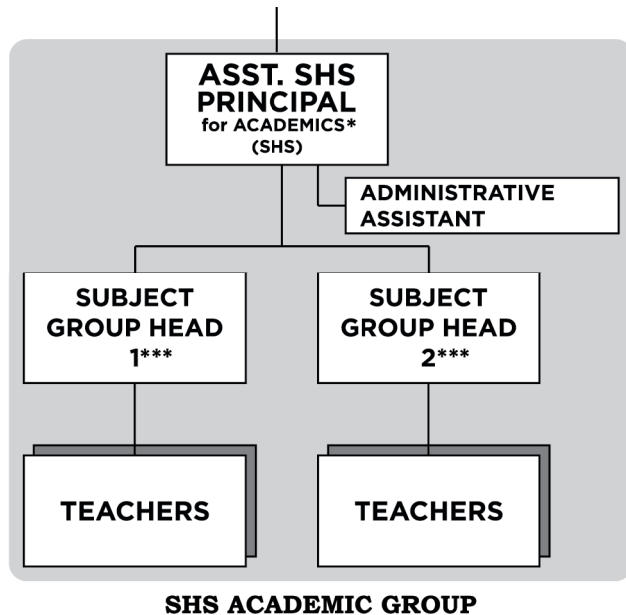 ASST. SHS
PRINCIPAL
for ACADEMICS*
(SHS)
ADMINISTRATIVE
ASSISTANT
SUBJECT
GROUP HEAD
1***
SUBJECT
GROUP HEAD
2***
TEACHERS
TEACHERS
SHS ACADEMIC GROUP